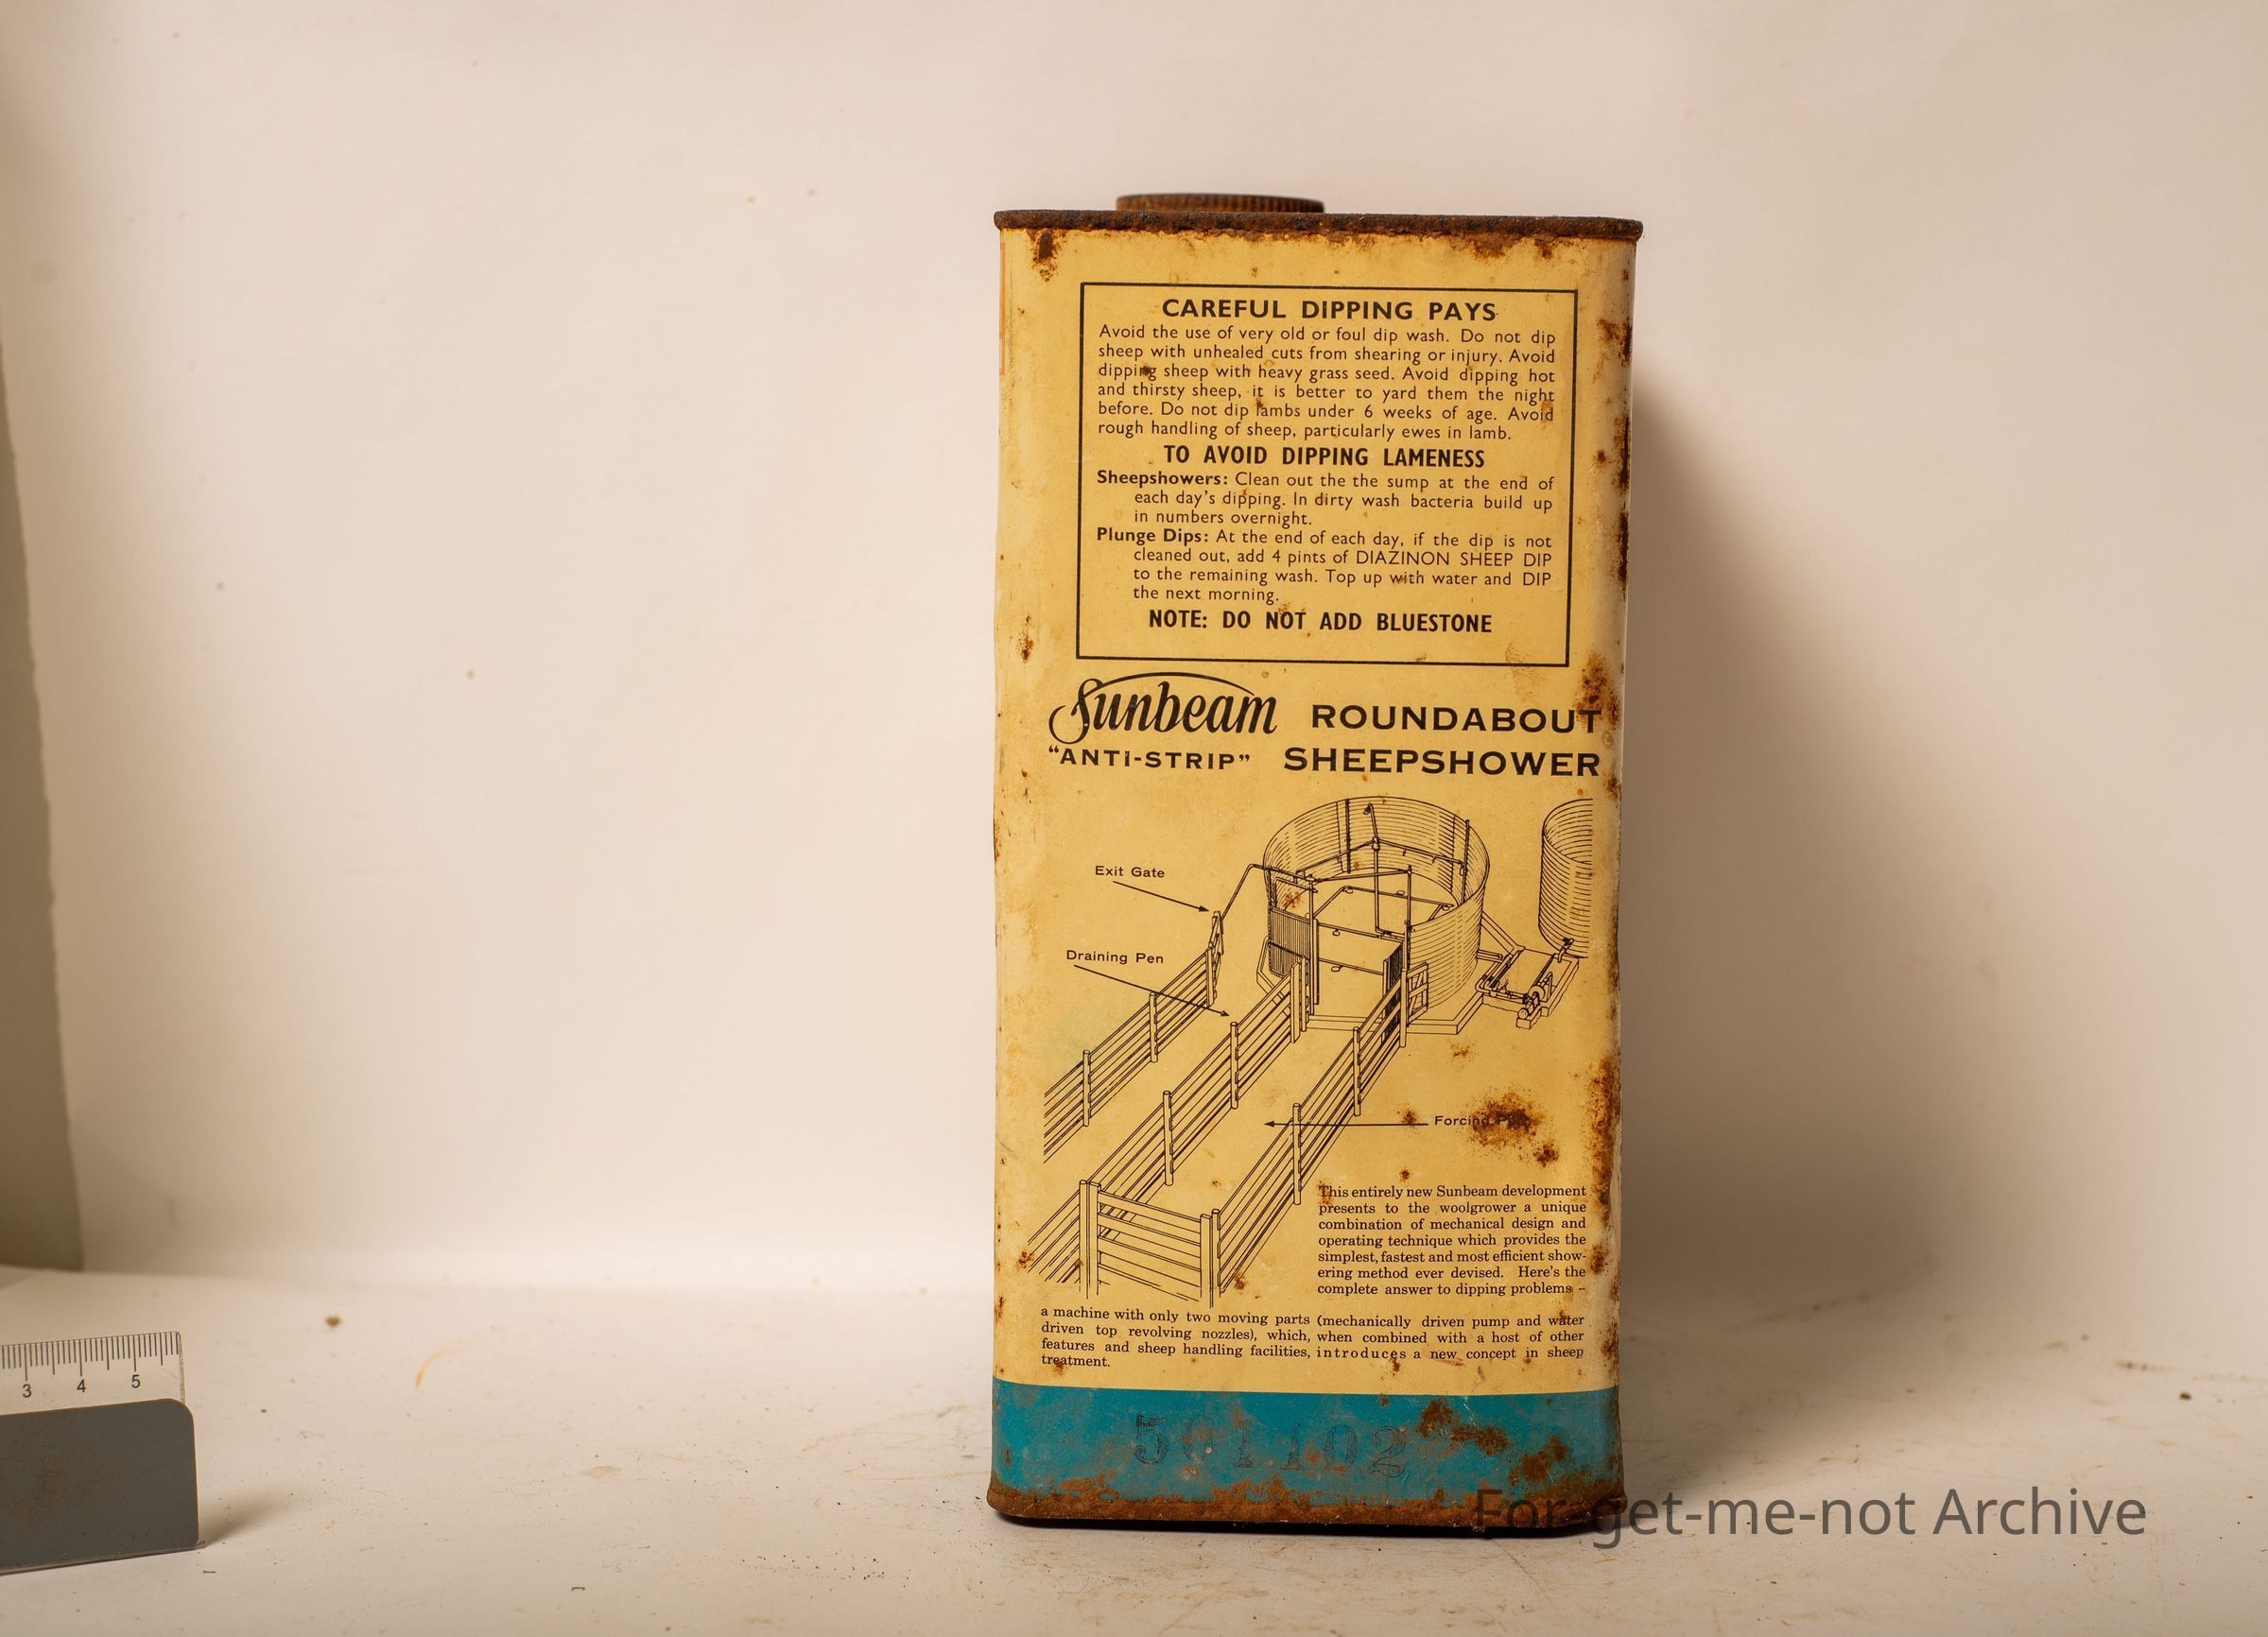 CAREFUL DIPPING PAYS
Avoid the use of very old or foul dip wash. Do not dip
sheep with unhealed cuts from shearing or injury. Avoid
dipping sheep with heavy grass seed. Avoid dipping hot
and thirsty sheep, it is better to yard them the night
before. Do not dip lambs under 6 weeks of age. Avoid
rough handling of sheep, particularly ewes in lamb.
TO AVOID DIPPING LAMENESS
Sheepshowers: Clean out the the sump at the end of
each day's dipping. In dirty wash bacteria build up
in numbers overnight.
Plunge Dips: At the end of each day, if the dip is not
cleaned out, add 4 pints of DIAZINON SHEEP DIP
to the remaining wash. Top up with water and DIP
the next morning.
NOTE: DO NOT ADD BLUESTONE
Sunbeam ROUNDABOUT
"ANTI-STRIP" SHEEPSHOWER
Exit Gate
Draining Pen
Forcing
This entirely new Sunbeam development
presents to the woolgrower a unique
combination of mechanical design and
operating technique which provides the
simplest, fastest and most efficient show-
ering method ever devised. Here's the
complete answer to dipping problems –
a machine with only two moving parts (mechanically driven pump and water
driven top revolving nozzles), which, when combined with a host of other
features and sheep handling facilities, introduces a new concept in sheep
treatment.
3 4 5
For-get-me-not Archive